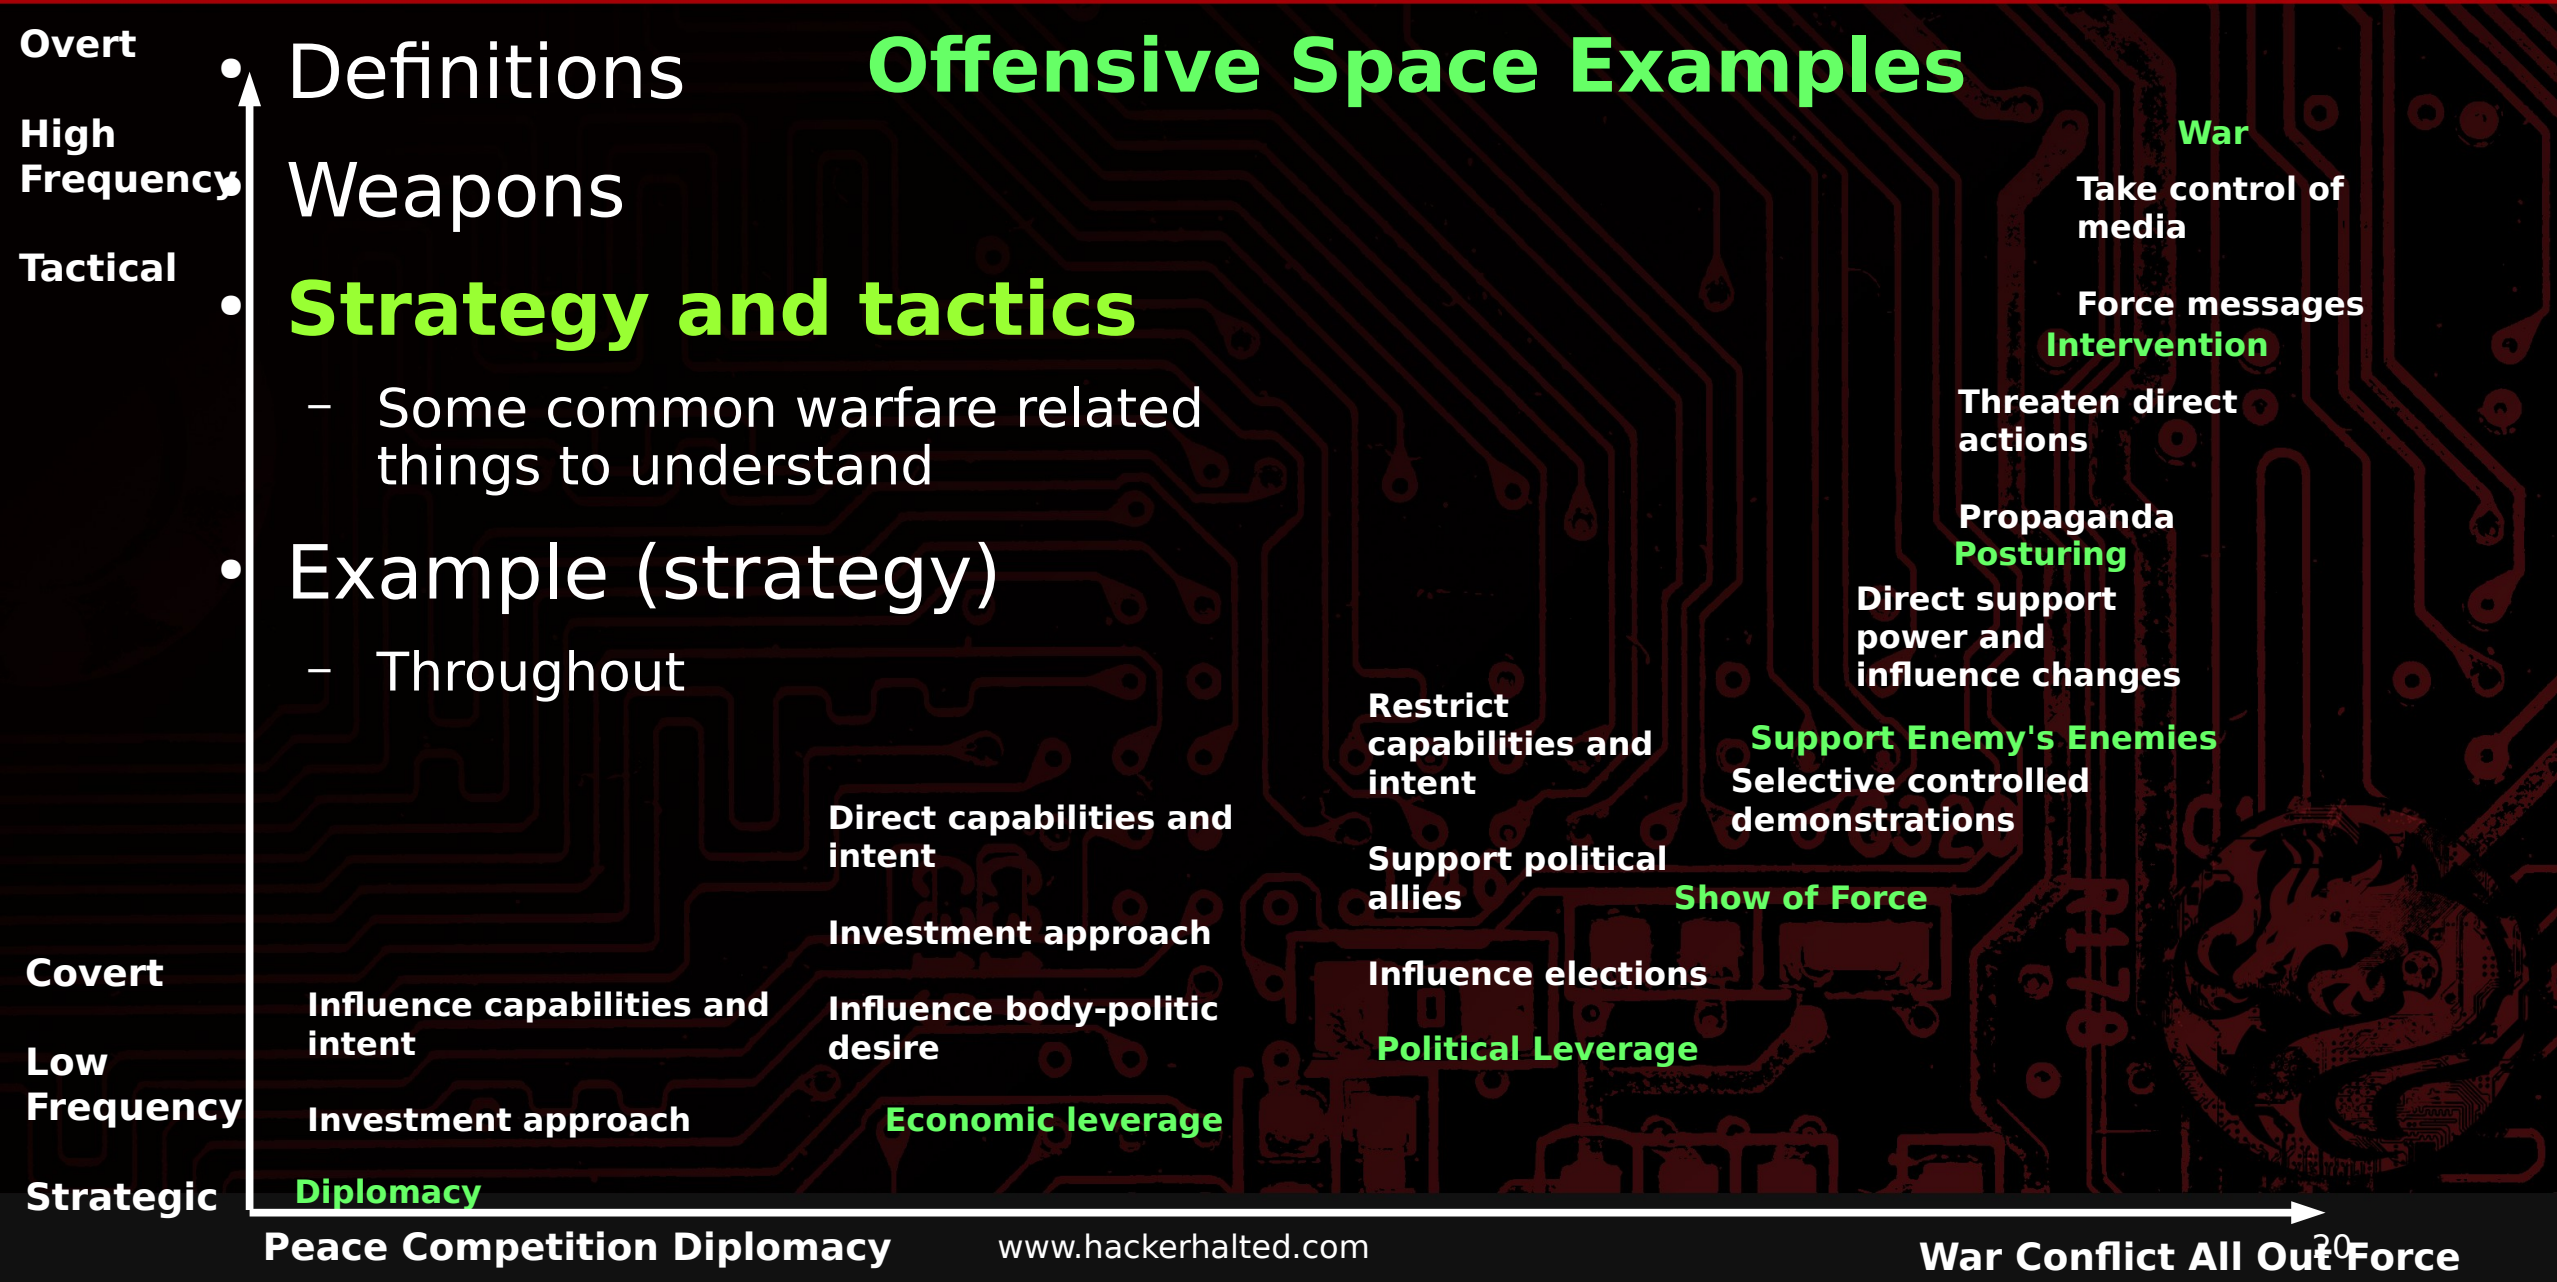 Offensive Space Examples
Overt
High
Frequency
Tactical
Covert
Low
Frequency
Strategic
• Definitions
• Weapons
• Strategy and tactics
– Some common warfare related
things to understand
• Example (strategy)
– Throughout
War
Take control of
media
Force messages
Intervention
Threaten direct
actions
Propaganda
Posturing
Direct support
power and
influence changes
Support Enemy's Enemies
Selective controlled
demonstrations
Show of Force
Restrict
capabilities and
intent
Support political
allies
Influence elections
Political Leverage
Direct capabilities and
intent
Investment approach
Influence body-politic
desire
Economic leverage
Influence capabilities and
intent
Investment approach
Diplomacy
G320
R178
Peace Competition Diplomacy
www.hackerhalted.com
20
War Conflict All Out Force